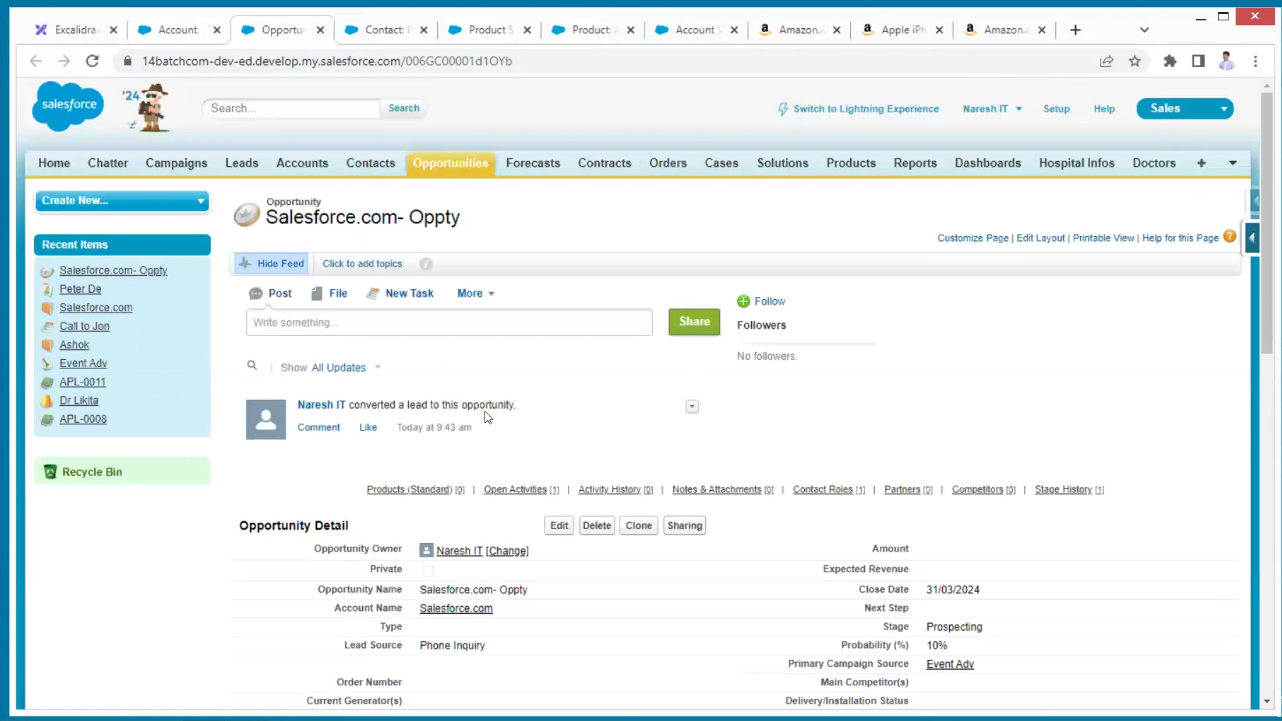 Excalidra
Account:
Opportun
Contact: F
Product S
Product: A
Account V
Amazon.
Apple iPh
Amazon.
14batchcom-dev-ed.develop.my.salesforce.com/006GC00001d1OYb
salesforce
'24
Search...
Search
Switch to Lightning Experience
Naresh IT
Setup
Help
Sales
Home Chatter Campaigns Leads Accounts Contacts Opportunities Forecasts Contracts Orders Cases Solutions Products Reports Dashboards Hospital Infos Doctors +
Create New...
Recent Items
Salesforce.com- Oppty
Peter De
Salesforce.com
Call to Jon
Ashok
Event Adv
APL-0011
Dr Likita
APL-0008
Recycle Bin
Opportunity
Salesforce.com- Oppty
Customize Page | Edit Layout | Printable View | Help for this Page ?
Hide Feed Click to add topics: i
Post File New Task More
Write something...
Share
Follow
Followers
No followers.
Show All Updates
Naresh IT converted a lead to this opportunity.
Comment Like Today at 9:43 am
Products (Standard) [0] | Open Activities [1] | Activity History [0] | Notes & Attachments [0] | Contact Roles [1] | Partners [0] | Competitors [0] | Stage History [1]
Opportunity Detail
Edit Delete Clone Sharing
Opportunity Owner Naresh IT [Change] Amount
Private Expected Revenue
Opportunity Name Salesforce.com- Oppty Close Date 31/03/2024
Account Name Salesforce.com Next Step
Type Stage Prospecting
Lead Source Phone Inquiry Probability (%) 10%
Primary Campaign Source Event Adv
Order Number Main Competitor(s)
Current Generator(s) Delivery/Installation Status